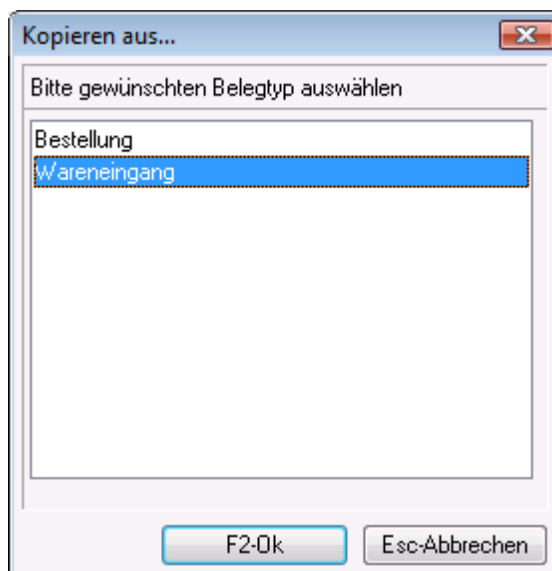 Kopieren aus...
Bitte gewünschten Belegtyp auswählen
Bestellung
Wareneingang
F2-Ok
Esc-Abbrechen